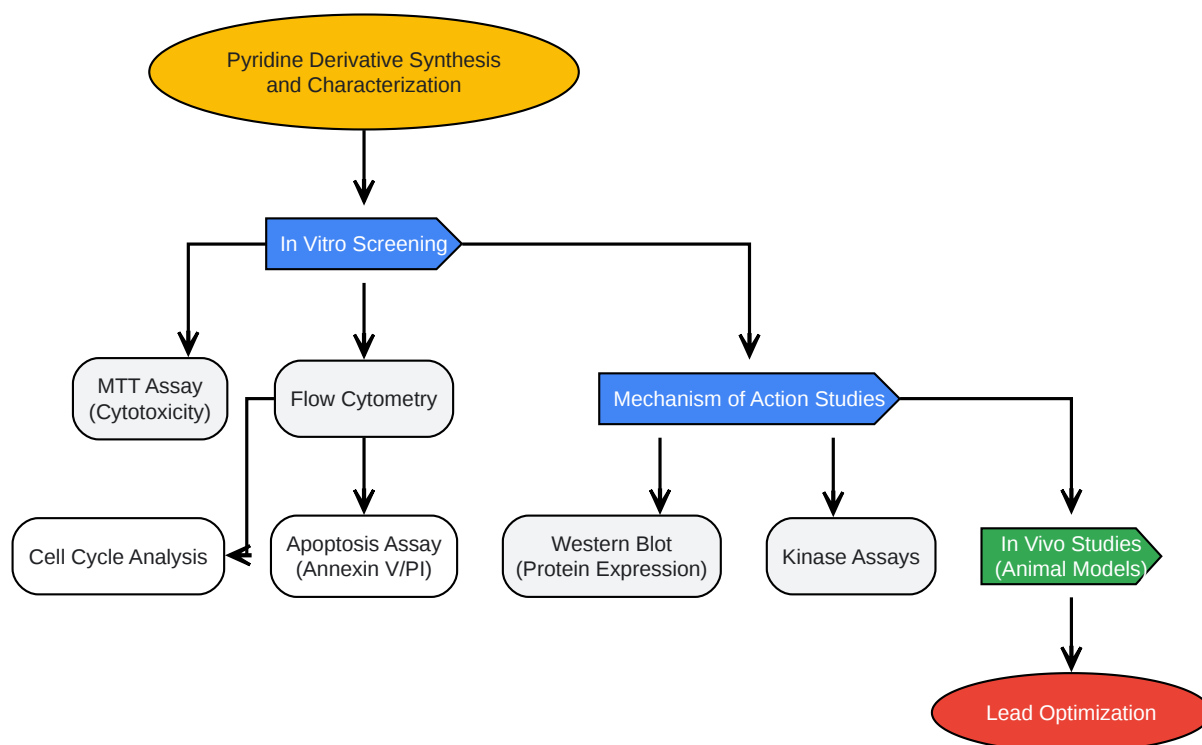 Pyridine Derivative Synthesis
and Characterization
In Vitro Screening
MTT Assay
(Cytotoxicity)
Flow Cytometry
Mechanism of Action Studies
Cell Cycle Analysis
Apoptosis Assay
(Annexin V/PI)
Western Blot
(Protein Expression)
Kinase Assays
In Vivo Studies
(Animal Models)
Lead Optimization